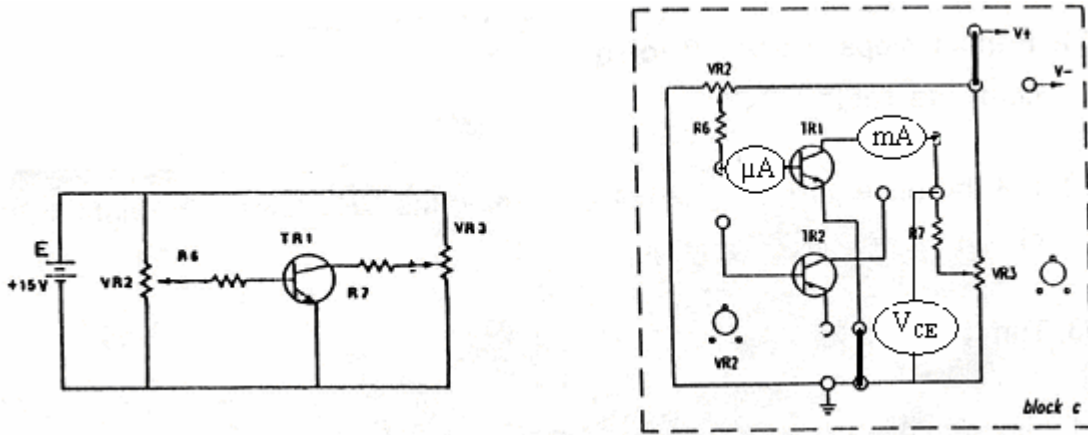 E
+15V
VR2
R6
TR1
R7
VR3
V+
V-
VR2
R6
TR1
mA
μA
R7
TR2
VR3
VCE
VR2
block c